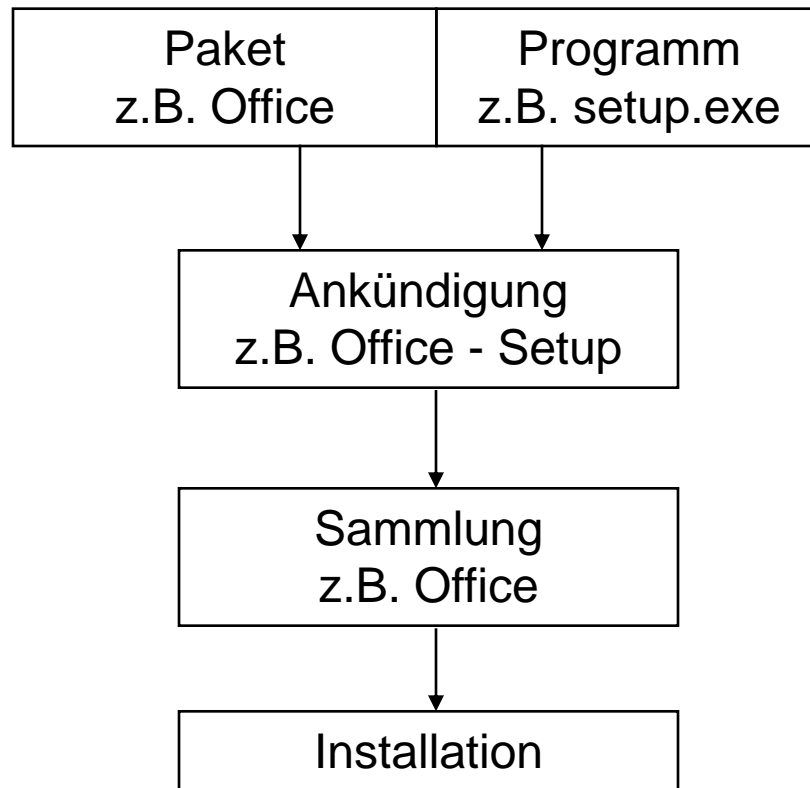 Paket
z.B. Office
Programm
z.B. setup.exe
Ankündigung
z.B. Office - Setup
Sammlung
z.B. Office
Installation